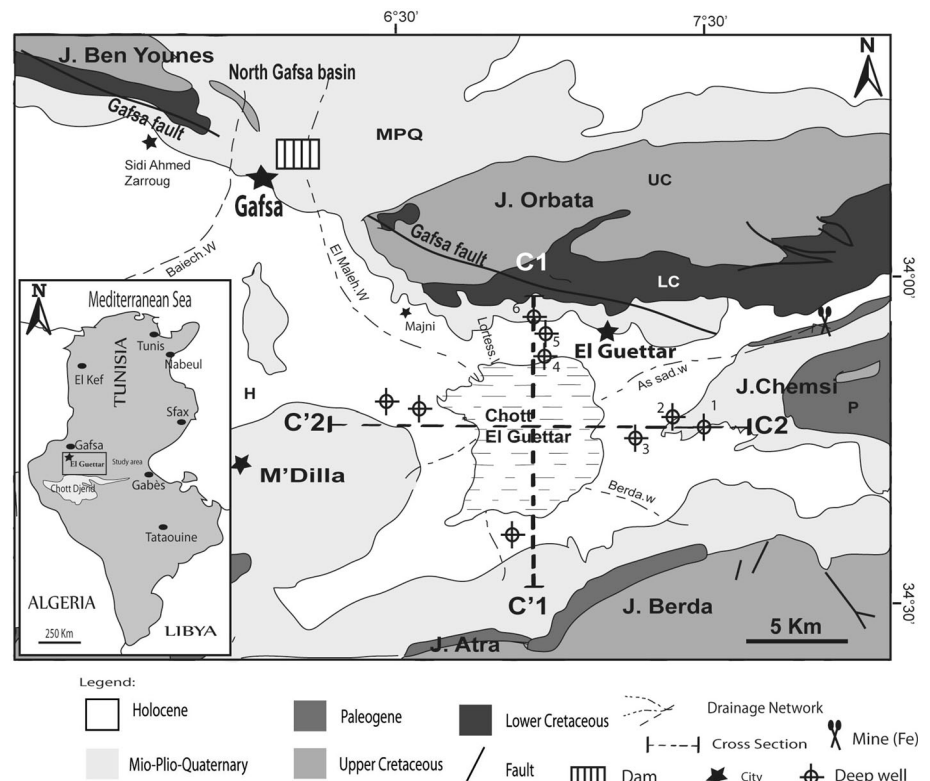 6°30'
7°30'
J. Ben Younes
North Gafsa basin
N
Gafsa fault
MPQ
Sidi Ahmed
Zarroug
Gafsa
UC
J. Orbata
Baiech.W
El Maleh.W
Gafsa fault
C1
LC
34°00'
N
Mediterranean Sea
Majni
6
5
4
Lortess.
El Guettar
As sad.w
Tunis
Nabeul
El Kef
TUNISIA
H
J.Chemsi
P
Sfax
C'2
Chott
El Guettar
2
1
C2
3
Gafsa
El Guettar
Study area
M'Dilla
Chott Djerid
Gabès
Berda.w
Tataouine
C'1
J. Berda
34°30'
ALGERIA
LIBYA
250 Km
J. Atra
5 Km
Legend:
Holocene
Paleogene
Lower Cretaceous
Drainage Network
Cross Section
Mine (Fe)
Mio-Plio-Quaternary
Upper Cretaceous
Fault
Dam
City
Deep well